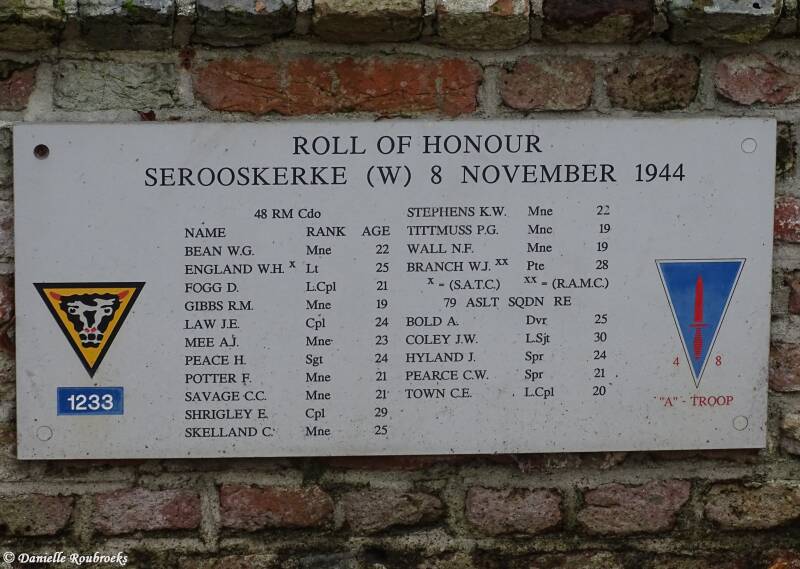 ROLL OF HONOUR
SEROOSKERKE (W) 8 NOVEMBER 1944
48 RM Cdo
NAME RANK AGE
BEAN W.G. Mne 22
ENGLAND W.H. x Lt 25
FOGG D. L.Cpl 21
GIBBS R.M. Mne 19
LAW J.E. Cpl 24
MEE A.J. Mne 23
PEACE H. Sgt 24
POTTER F. Mne 21
SAVAGE C.C. Mne 21
SHRIGLEY E. Cpl 29
SKELLAND C. Mne 25
STEPHENS K.W. Mne 22
TITTMUSS P.G. Mne 19
WALL N.F. Mne 19
BRANCH W.J. xx Pte 28
x = (S.A.T.C.) xx = (R.A.M.C.)
79 ASLT SQDN RE
BOLD A. Dvr 25
COLEY J.W. L.Sjt 30
HYLAND J. Spr 24
PEARCE C.W. Spr 21
TOWN C.E. L.Cpl 20
1233
4 8
"A" - TROOP
© Danielle Roubroeks